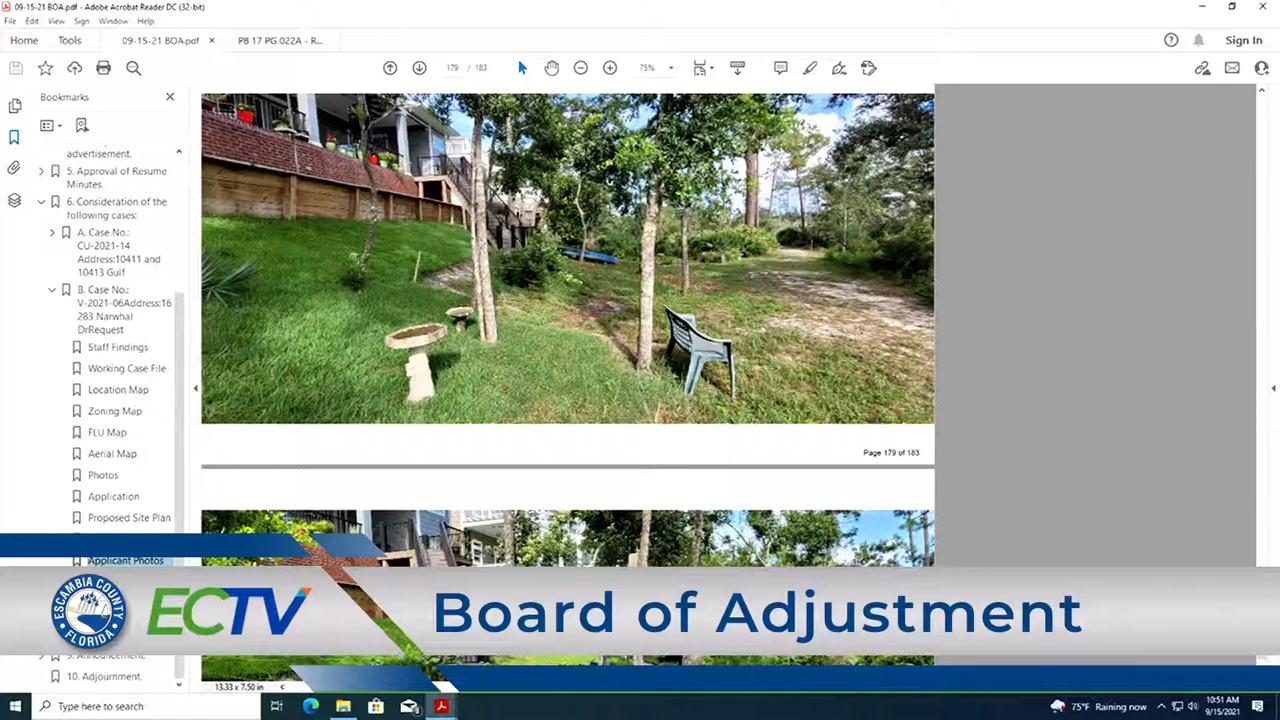 09-15-21 BOA.pdf - Adobe Acrobat Reader DC (32-bit)
File Edit View Sign Window Help
Home Tools 09-15-21 BOA.pdf × PB 17 PG 022A - R... Sign In
179 / 183 75%
Bookmarks
advertisement.
5. Approval of Resume
Minutes.
6. Consideration of the
following cases:
A. Case No.:
CU-2021-14
Address:10411 and
10413 Gulf
B. Case No.:
V-2021-06Address:16
283 Narwhal
DrRequest
Staff Findings
Working Case File
Location Map
Zoning Map
FLU Map
Aerial Map
Photos
Application
Proposed Site Plan
Applicant Photos
Page 179 of 183
ESCAMBIA COUNTY
FLORIDA
ECTV
Board of Adjustment
9. Announcement.
10. Adjournment.
13.33 x 7.50 in
Type here to search
75°F Raining now
10:51 AM
9/15/2021